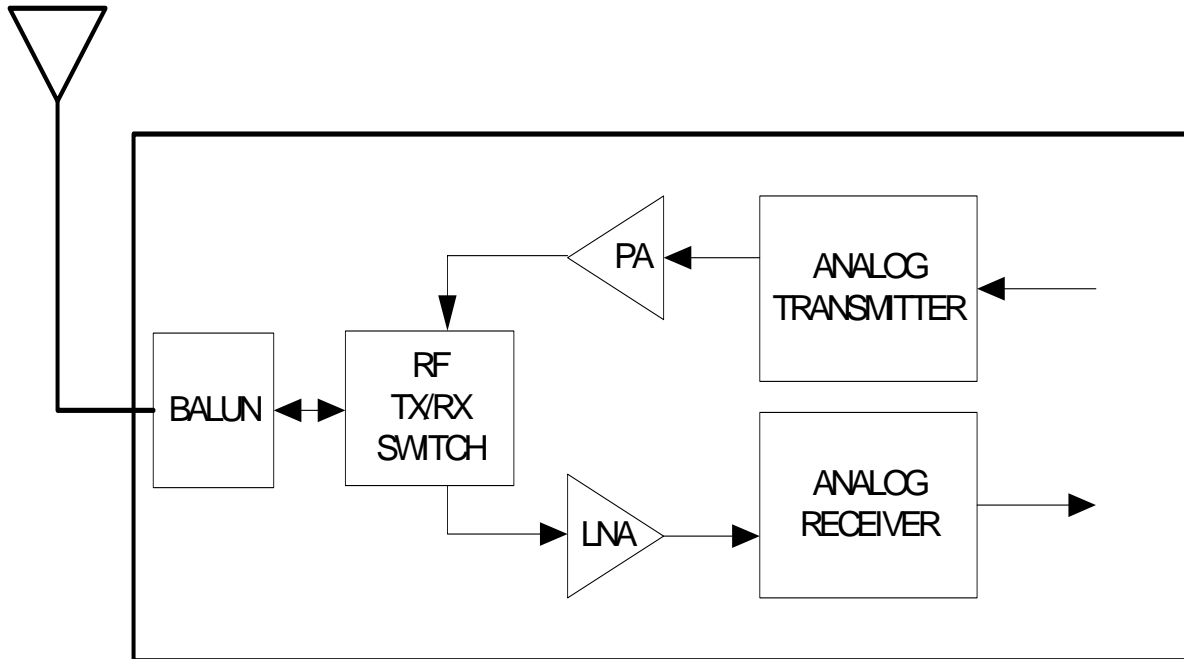 PA
ANALOG
TRANSMITTER
BALUN
RF
TX/RX
SWITCH
LNA
ANALOG
RECEIVER